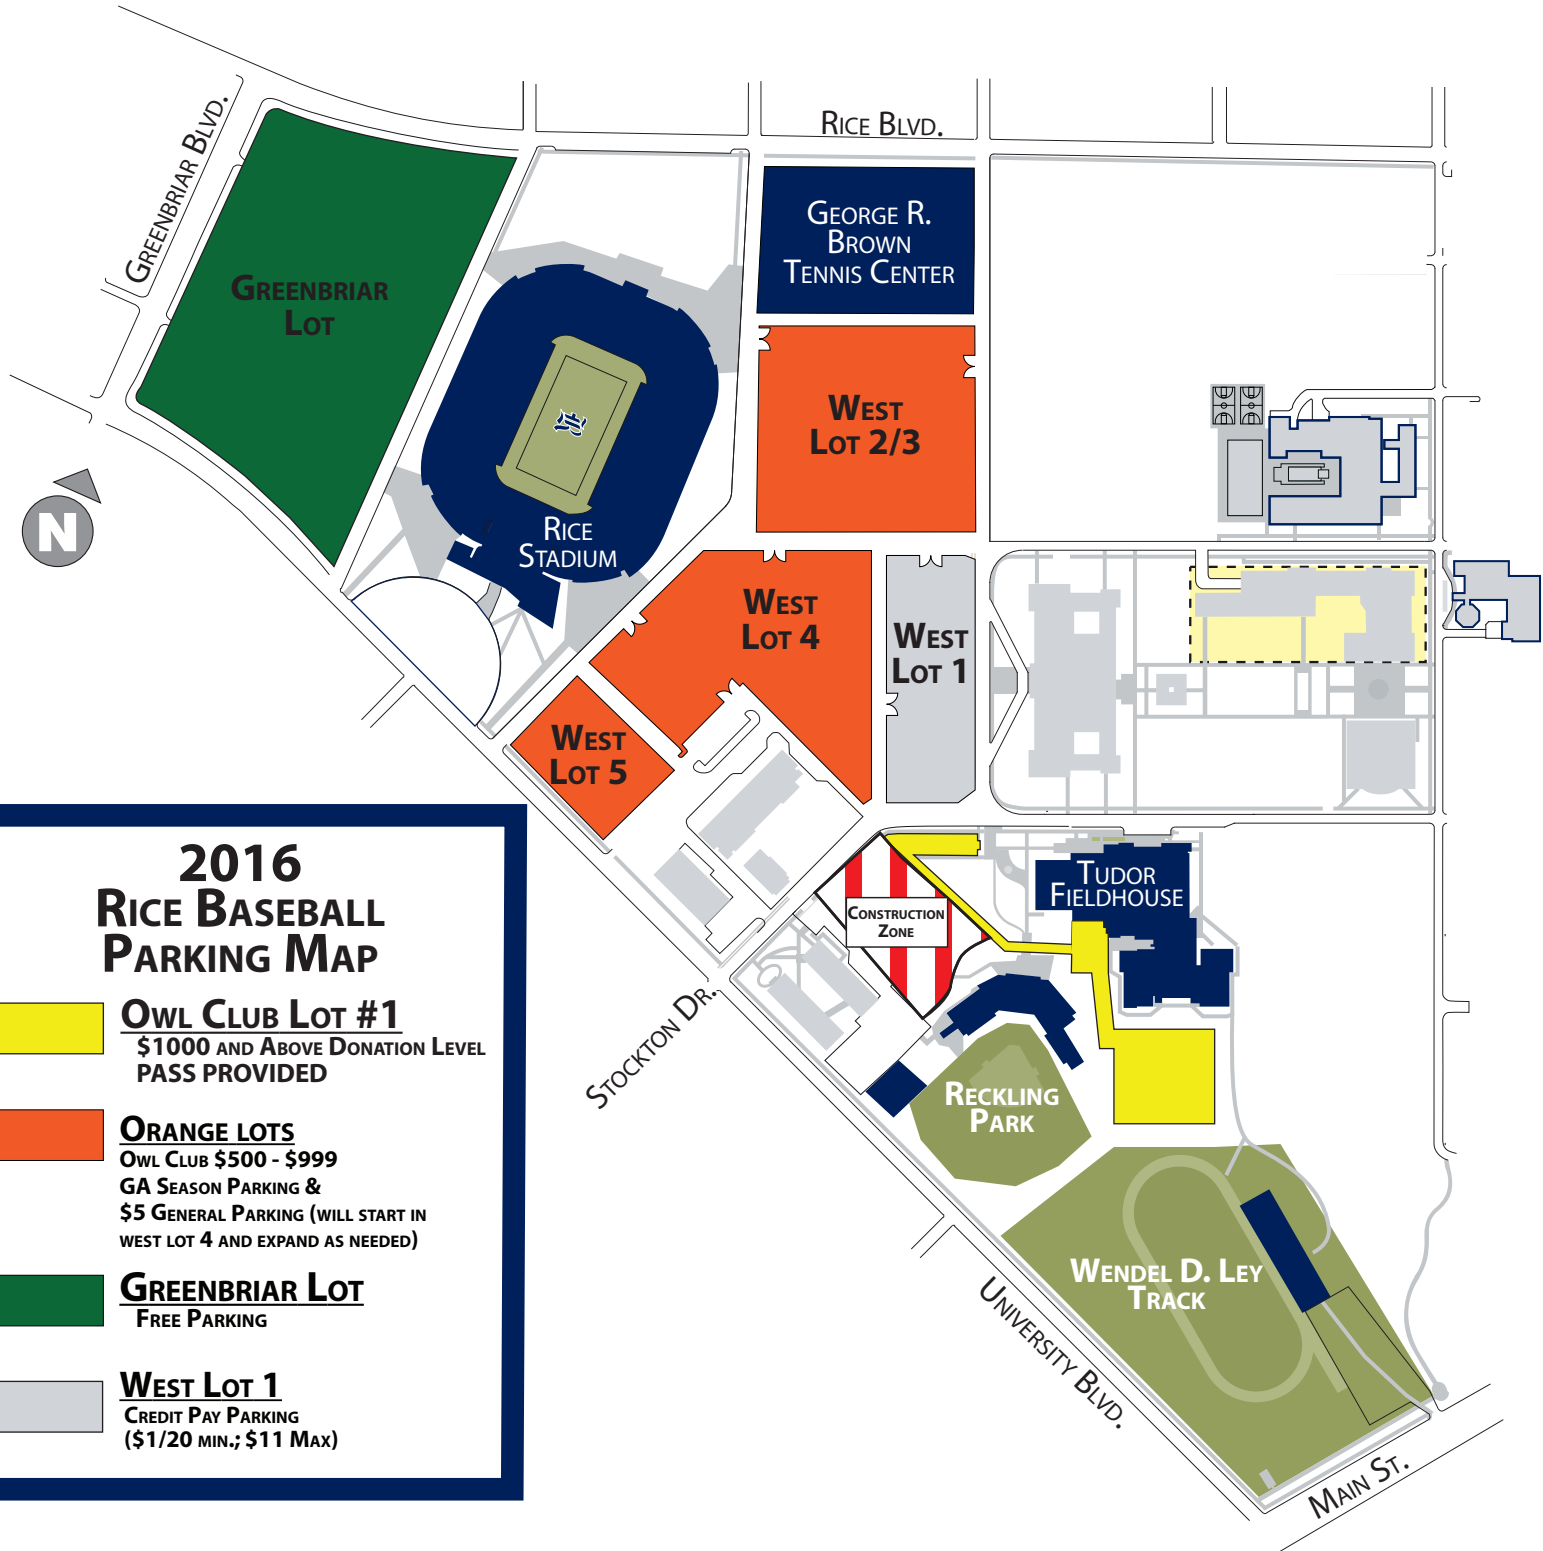 Rice Blvd.
Greenbriar Blvd.
George R.
Brown
Tennis Center
Greenbriar
Lot
West
Lot 2/3
N
Rice
Stadium
West
Lot 4
West
Lot 1
West
Lot 5
Tudor
Fieldhouse
Construction
Zone
Stockton Dr.
Reckling
Park
Wendel D. Ley
Track
University Blvd.
Main St.
2016
Rice Baseball
Parking Map
Owl Club Lot #1
$1000 and Above Donation Level
PASS PROVIDED
Orange lots
Owl Club $500 - $999
GA Season Parking &
$5 General Parking (will start in
west lot 4 and expand as needed)
Greenbriar Lot
Free Parking
West Lot 1
Credit Pay Parking
($1/20 min.; $11 Max)